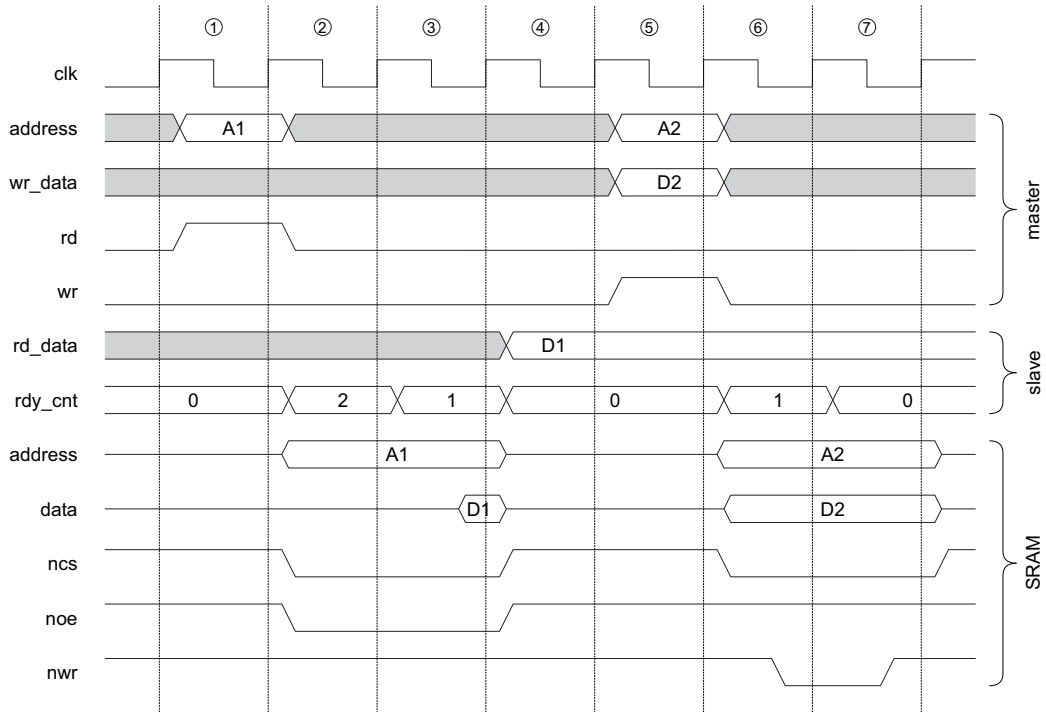 ① ② ③ ④ ⑤ ⑥ ⑦
clk
address A1 A2
wr_data D2
rd
wr
master
rd_data D1
rdy_cnt 0 2 1 0 1 0
slave
address A1 A2
data D1 D2
ncs
noe
nwr
SRAM